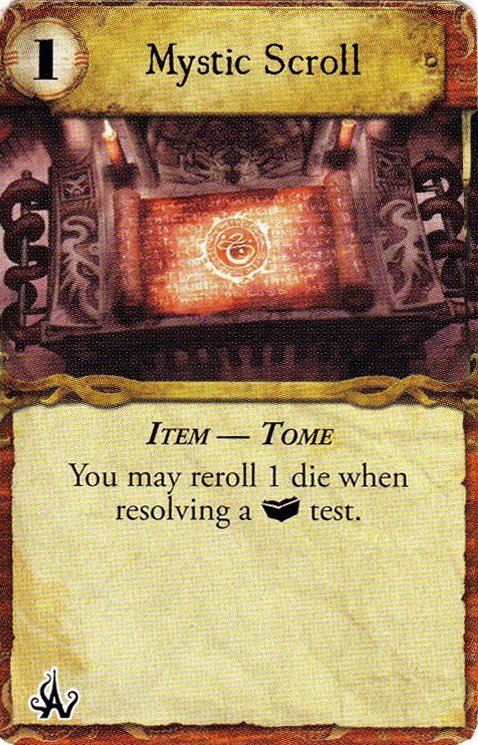 1
Mystic Scroll
Item — Tome
You may reroll 1 die when
resolving a test.